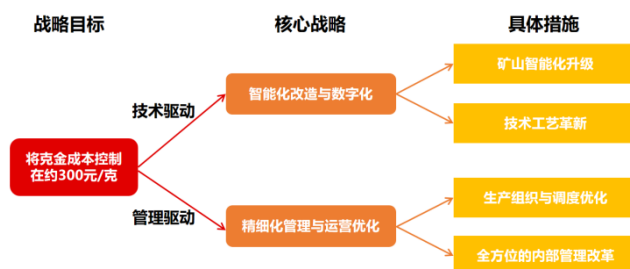 战略目标
核心战略
具体措施
矿山智能化升级
智能化改造与数字化
技术驱动
技术工艺革新
将克金成本控制
在约300元/克
生产组织与调度优化
管理驱动
精细化管理与运营优化
全方位的内部管理改革